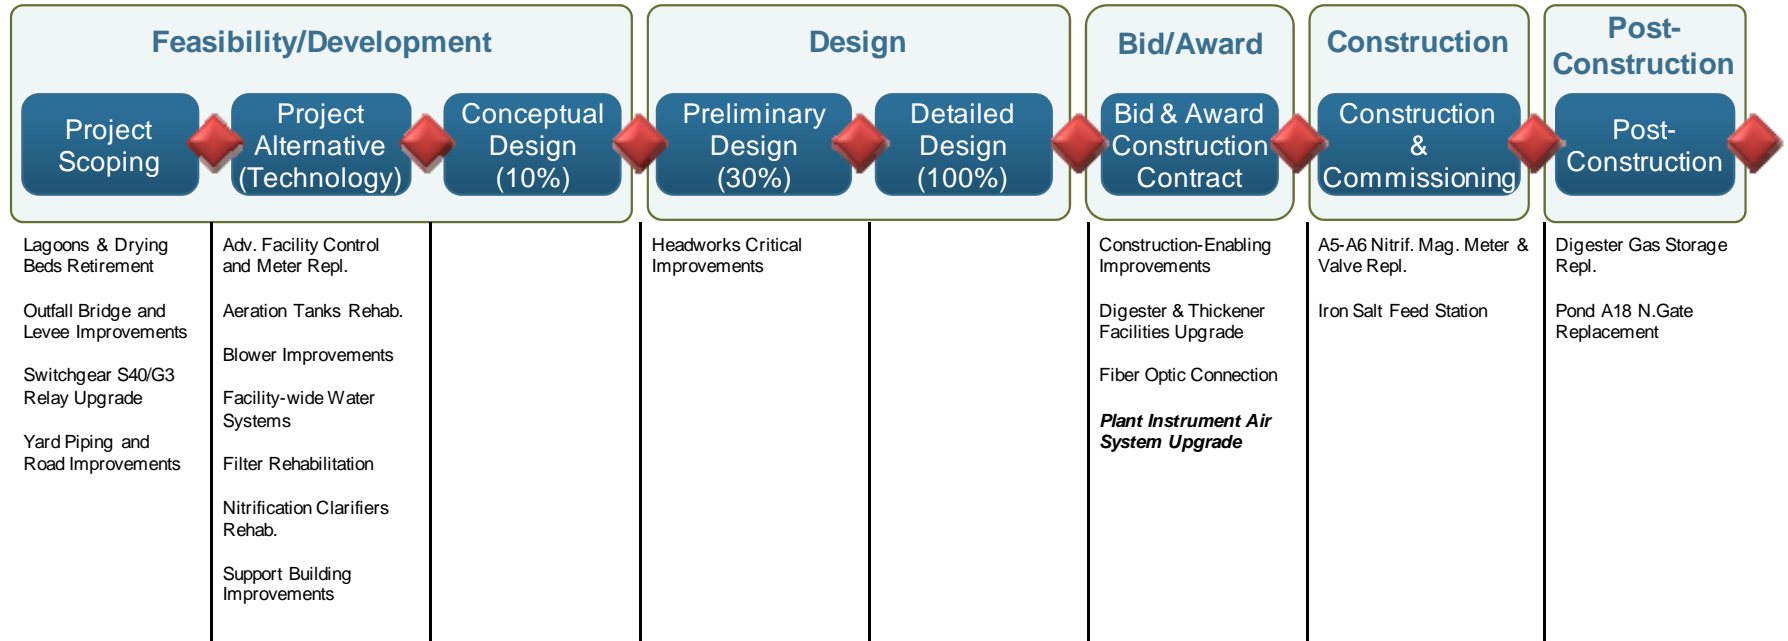 Feasibility/Development
Design
Bid/Award
Construction
Post-
Construction
Project
Scoping
Project
Alternative
(Technology)
Conceptual
Design
(10%)
Preliminary
Design
(30%)
Detailed
Design
(100%)
Bid & Award
Construction
Contract
Construction
&
Commissioning
Post-
Construction
Lagoons & Drying
Beds Retirement
Outfall Bridge and
Levee Improvements
Switchgear S40/G3
Relay Upgrade
Yard Piping and
Road Improvements
Adv. Facility Control
and Meter Repl.
Aeration Tanks Rehab.
Blower Improvements
Facility-wide Water
Systems
Filter Rehabilitation
Nitrification Clarifiers
Rehab.
Support Building
Improvements
Headworks Critical
Improvements
Construction-Enabling
Improvements
Digester & Thickener
Facilities Upgrade
Fiber Optic Connection
Plant Instrument Air
System Upgrade
A5-A6 Nitrif. Mag. Meter &
Valve Repl.
Iron Salt Feed Station
Digester Gas Storage
Repl.
Pond A18 N.Gate
Replacement